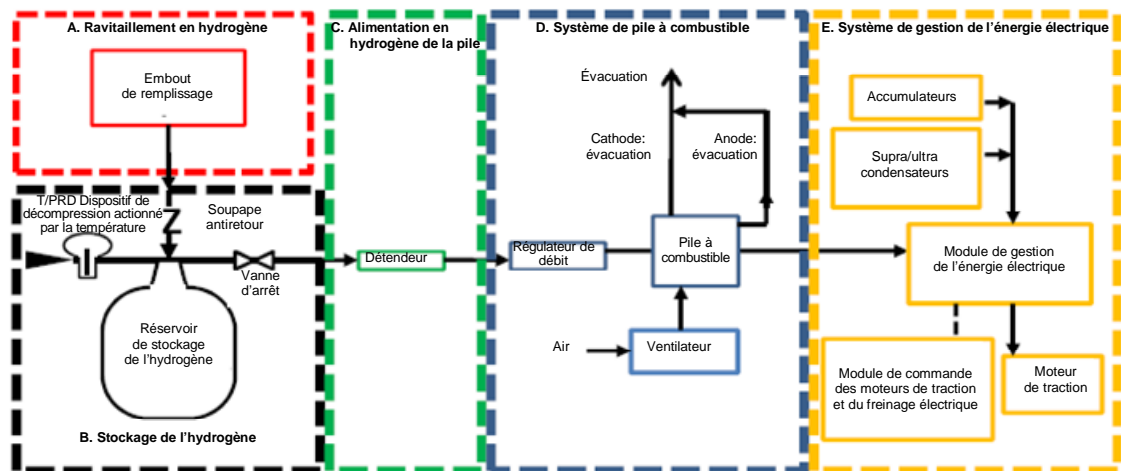 A. Ravitaillement en hydrogène
Embout
de remplissage
T/PRD Dispositif de
décompression actionné
par la température
Soupape
antiretour
Vanne
d'arrêt
Réservoir
de stockage
de l'hydrogène
B. Stockage de l'hydrogène
C. Alimentation en
hydrogène de la pile
Détendeur
D. Système de pile à combustible
Évacuation
Cathode:
évacuation
Anode:
évacuation
Régulateur de
débit
Pile à
combustible
Air
Ventilateur
E. Système de gestion de l'énergie électrique
Accumulateurs
Supra/ultra
condensateurs
Module de gestion
de l'énergie électrique
Module de commande
des moteurs de traction
et du freinage électrique
Moteur
de traction